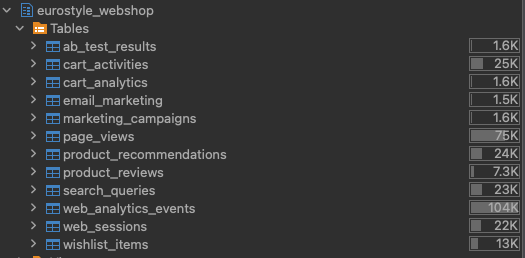 eurostyle_webshop
Tables
ab_test_results 1.6K
cart_activities 25K
cart_analytics 1.6K
email_marketing 1.5K
marketing_campaigns 1.6K
page_views 75K
product_recommendations 24K
product_reviews 7.3K
search_queries 23K
web_analytics_events 104K
web_sessions 22K
wishlist_items 13K